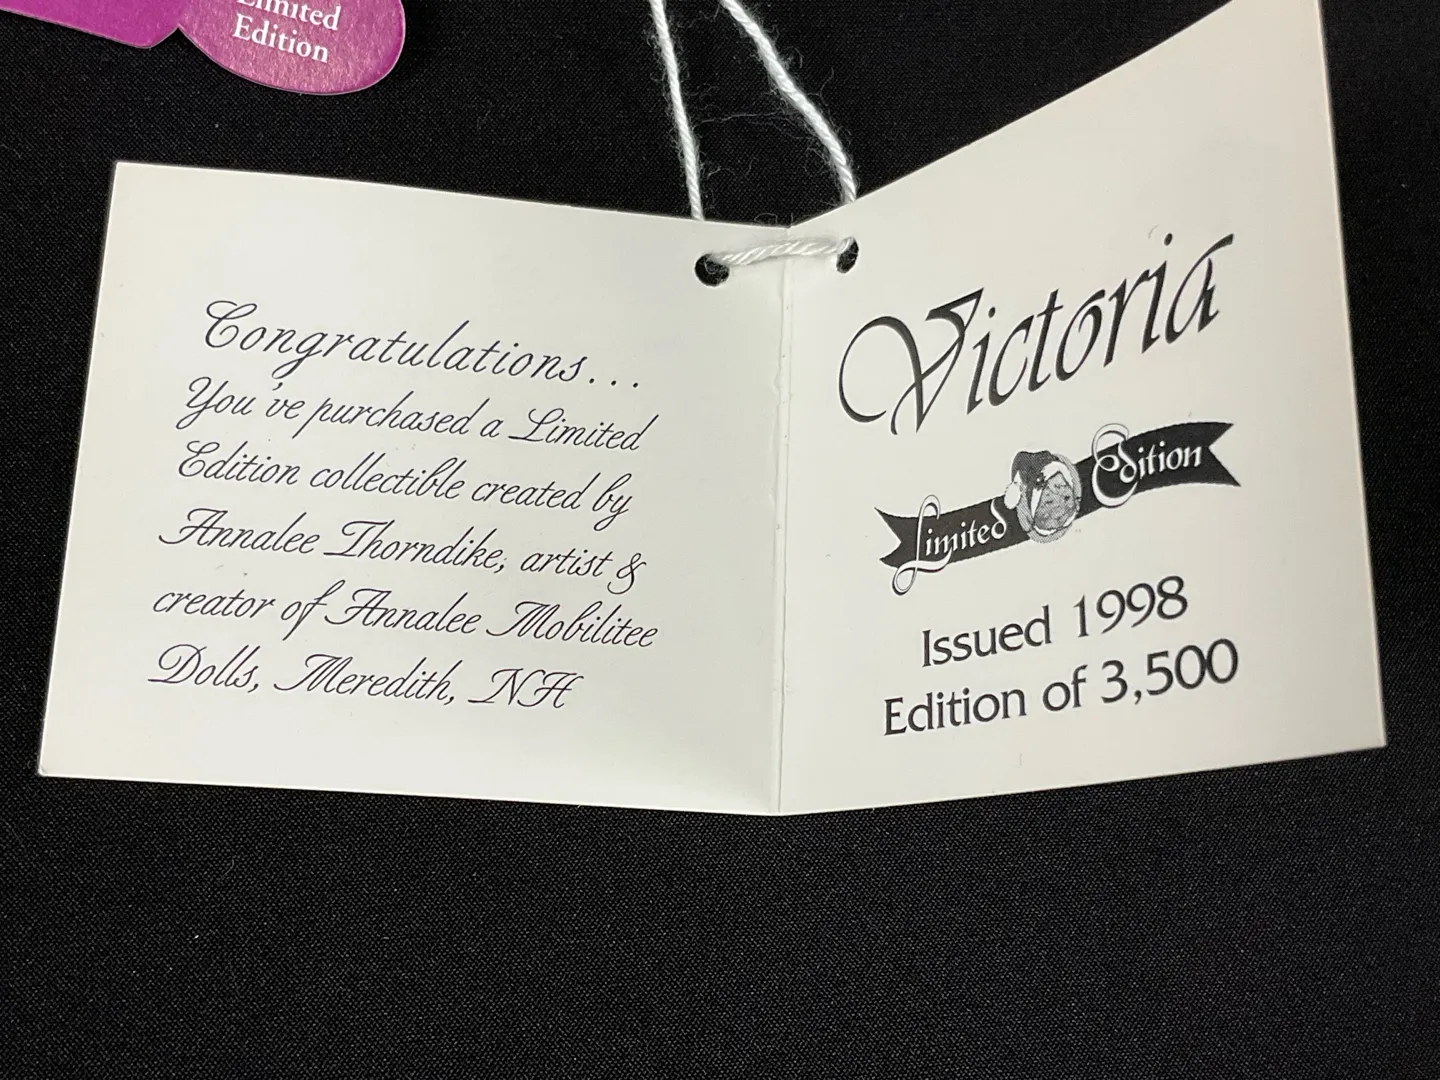 Limited
Edition
Congratulations...
You've purchased a Limited
Edition collectible created by
Annalee Thorndike, artist &
creator of Annalee Mobilitee
Dolls, Meredith, NH
Victoria
Limited Edition
Issued 1998
Edition of 3,500